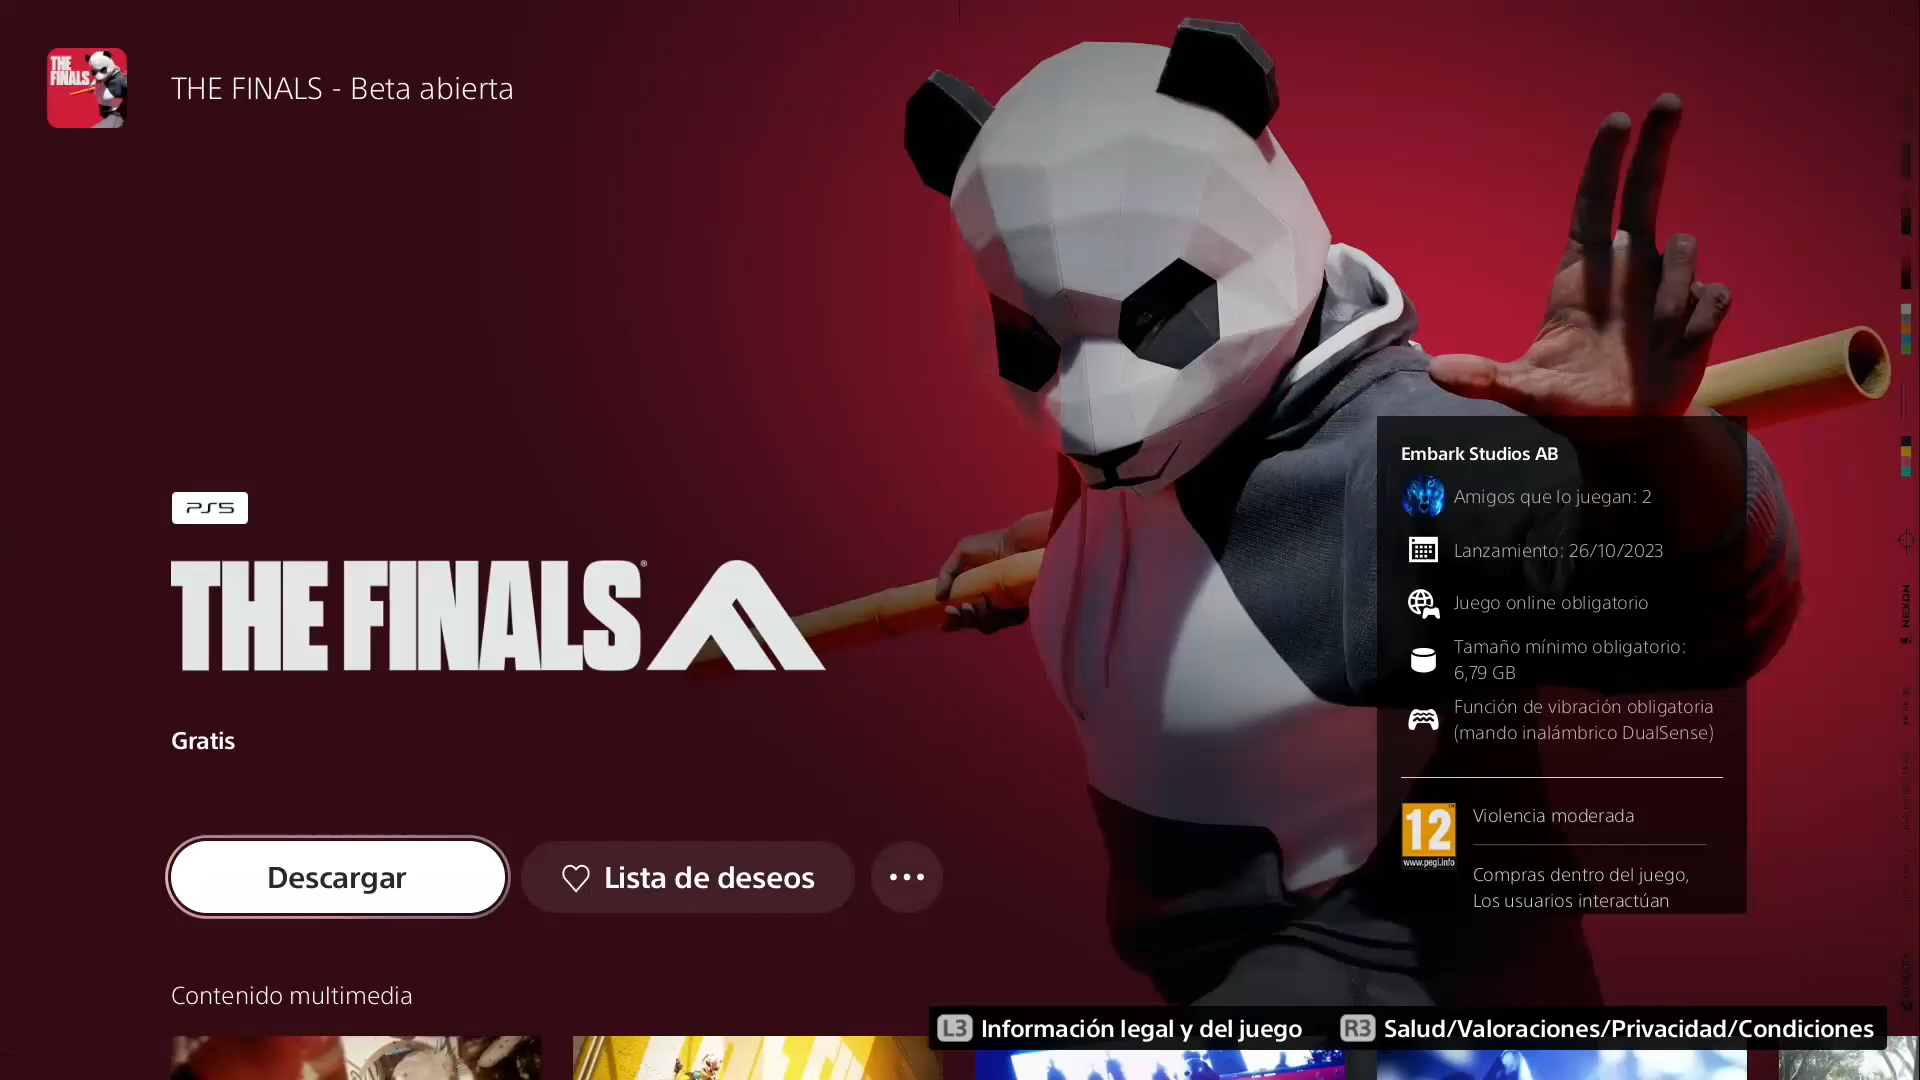 THE FINALS
THE FINALS - Beta abierta
PS5
THE FINALS®
Gratis
Descargar
Lista de deseos
Contenido multimedia
Embark Studios AB
Amigos que lo juegan: 2
Lanzamiento: 26/10/2023
Juego online obligatorio
Tamaño mínimo obligatorio:
6,79 GB
Función de vibración obligatoria
(mando inalámbrico DualSense)
12
www.pegi.info
Violencia moderada
Compras dentro del juego,
Los usuarios interactúan
NEXON
L3 Información legal y del juego
R3 Salud/Valoraciones/Privacidad/Condiciones